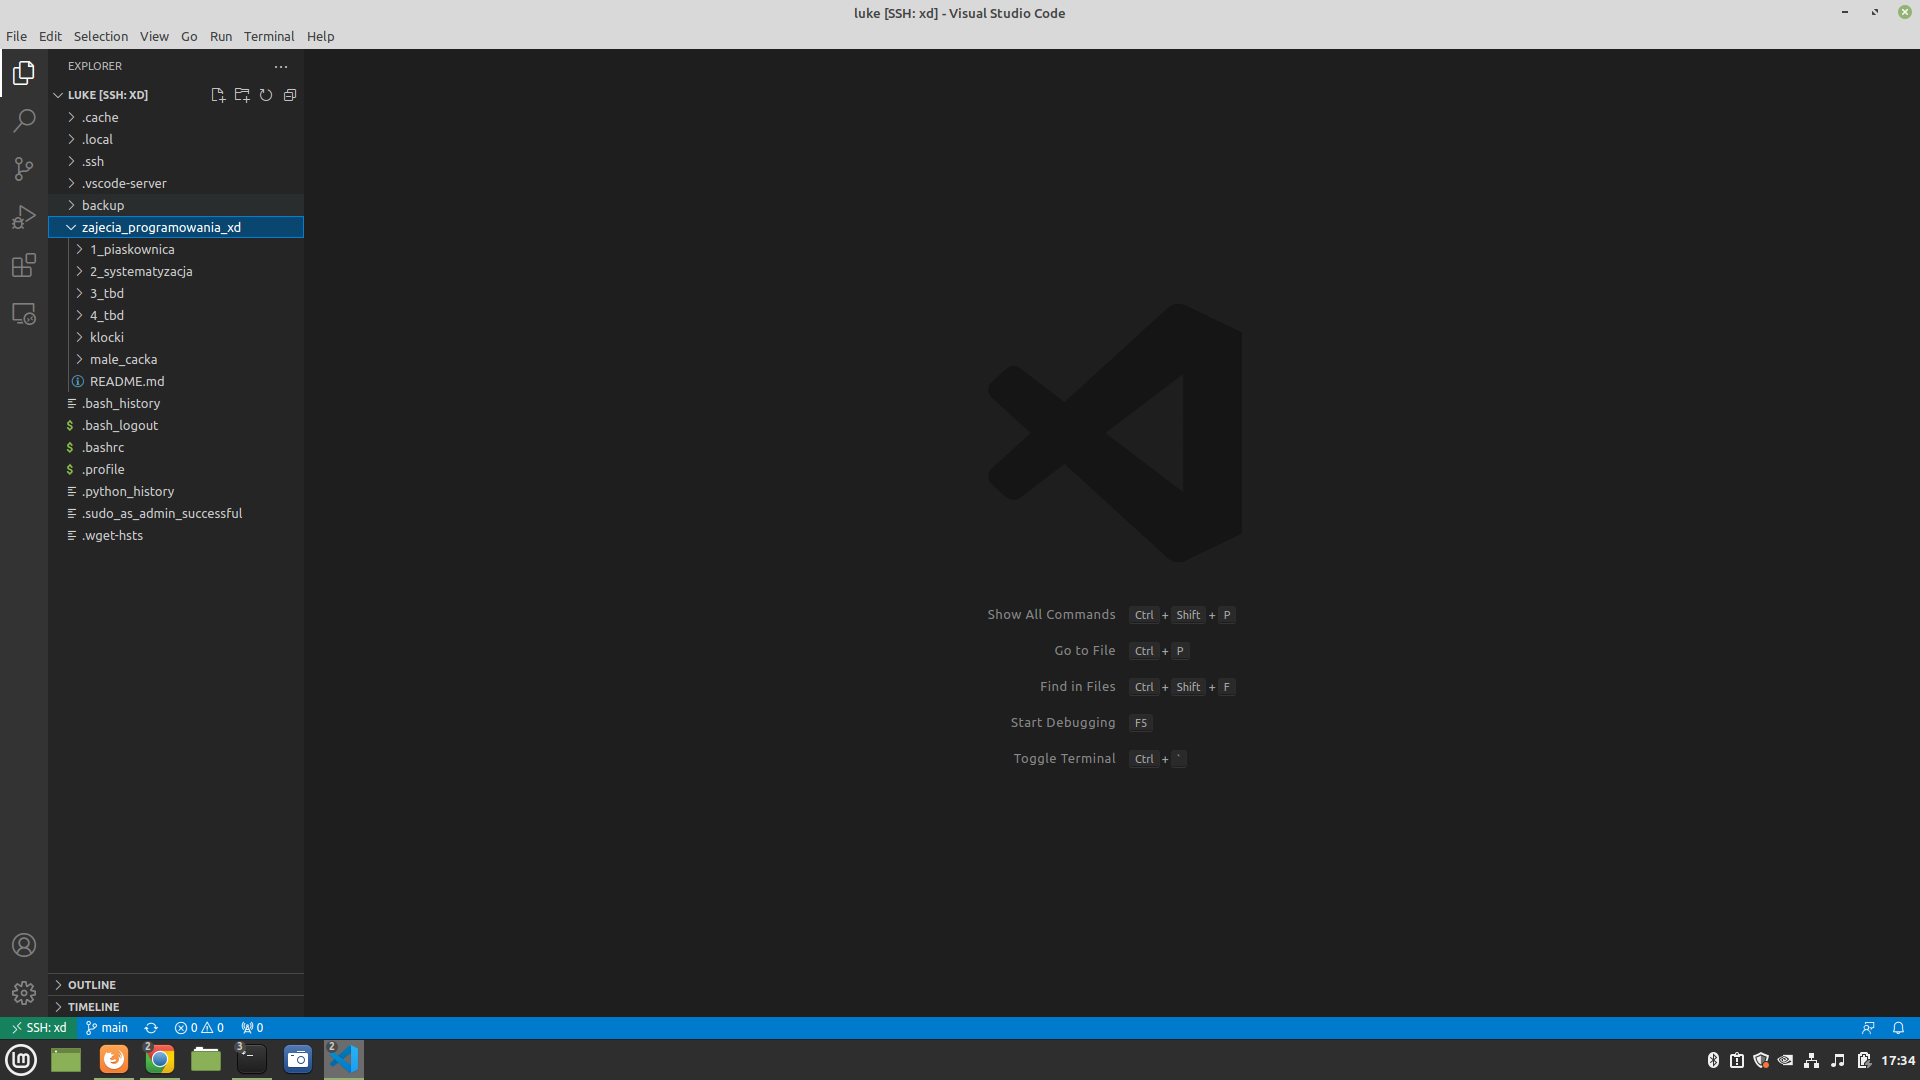 luke [SSH: xd] - Visual Studio Code
File Edit Selection View Go Run Terminal Help
EXPLORER
LUKE [SSH: XD]
.cache
.local
.ssh
.vscode-server
backup
zajecia_programowania_xd
1_piaskownica
2_systematyzacja
3_tbd
4_tbd
klocki
male_cacka
README.md
.bash_history
$ .bash_logout
$ .bashrc
$ .profile
.python_history
.sudo_as_admin_successful
.wget-hsts
Show All Commands Ctrl + Shift + P
Go to File Ctrl + P
Find in Files Ctrl + Shift + F
Start Debugging F5
Toggle Terminal Ctrl + `
OUTLINE
TIMELINE
SSH: xd main 0 0 0
2 3 2 17:34